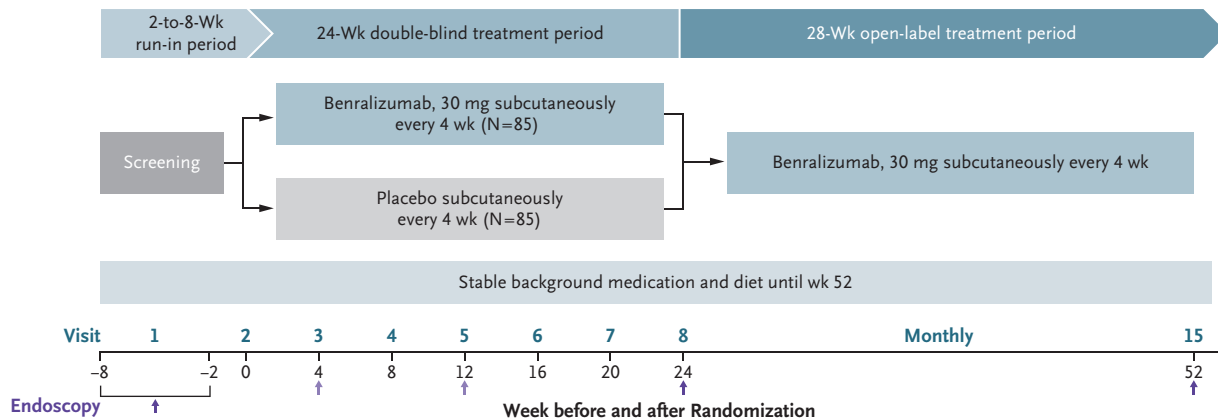 2-to-8-Wk
run-in period
24-Wk double-blind treatment period
28-Wk open-label treatment period
Screening
Benralizumab, 30 mg subcutaneously
every 4 wk (N=85)
Placebo subcutaneously
every 4 wk (N=85)
Benralizumab, 30 mg subcutaneously every 4 wk
Stable background medication and diet until wk 52
Visit 1 2 3 4 5 6 7 8 Monthly 15
–8 –2 0 4 8 12 16 20 24 52
Endoscopy
Week before and after Randomization